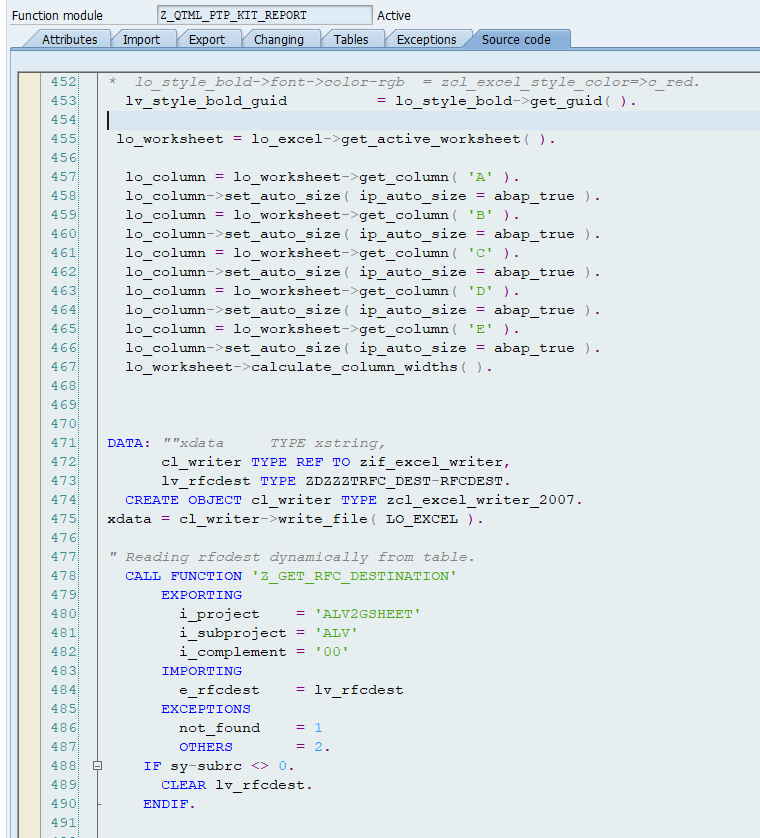 Function module Z_QTML_PTP_KIT_REPORT Active
Attributes Import Export Changing Tables Exceptions Source code
452 * lo_style_bold->font->color-rgb = zcl_excel_style_color=>c_red.
453 lv_style_bold_guid = lo_style_bold->get_guid( ).
454
455 lo_worksheet = lo_excel->get_active_worksheet( ).
456
457 lo_column = lo_worksheet->get_column( 'A' ).
458 lo_column->set_auto_size( ip_auto_size = abap_true ).
459 lo_column = lo_worksheet->get_column( 'B' ).
460 lo_column->set_auto_size( ip_auto_size = abap_true ).
461 lo_column = lo_worksheet->get_column( 'C' ).
462 lo_column->set_auto_size( ip_auto_size = abap_true ).
463 lo_column = lo_worksheet->get_column( 'D' ).
464 lo_column->set_auto_size( ip_auto_size = abap_true ).
465 lo_column = lo_worksheet->get_column( 'E' ).
466 lo_column->set_auto_size( ip_auto_size = abap_true ).
467 lo_worksheet->calculate_column_widths( ).
468
469
470
471 DATA: ""xdata TYPE xstring,
472 cl_writer TYPE REF TO zif_excel_writer,
473 lv_rfcdest TYPE ZDZZZTRFC_DEST-RFCDEST.
474 CREATE OBJECT cl_writer TYPE zcl_excel_writer_2007.
475 xdata = cl_writer->write_file( LO_EXCEL ).
476
477 " Reading rfcdest dynamically from table.
478 CALL FUNCTION 'Z_GET_RFC_DESTINATION'
479 EXPORTING
480 i_project = 'ALV2GSHEET'
481 i_subproject = 'ALV'
482 i_complement = '00'
483 IMPORTING
484 e_rfcdest = lv_rfcdest
485 EXCEPTIONS
486 not_found = 1
487 OTHERS = 2.
488 IF sy-subrc <> 0.
489 CLEAR lv_rfcdest.
490 ENDIF.
491